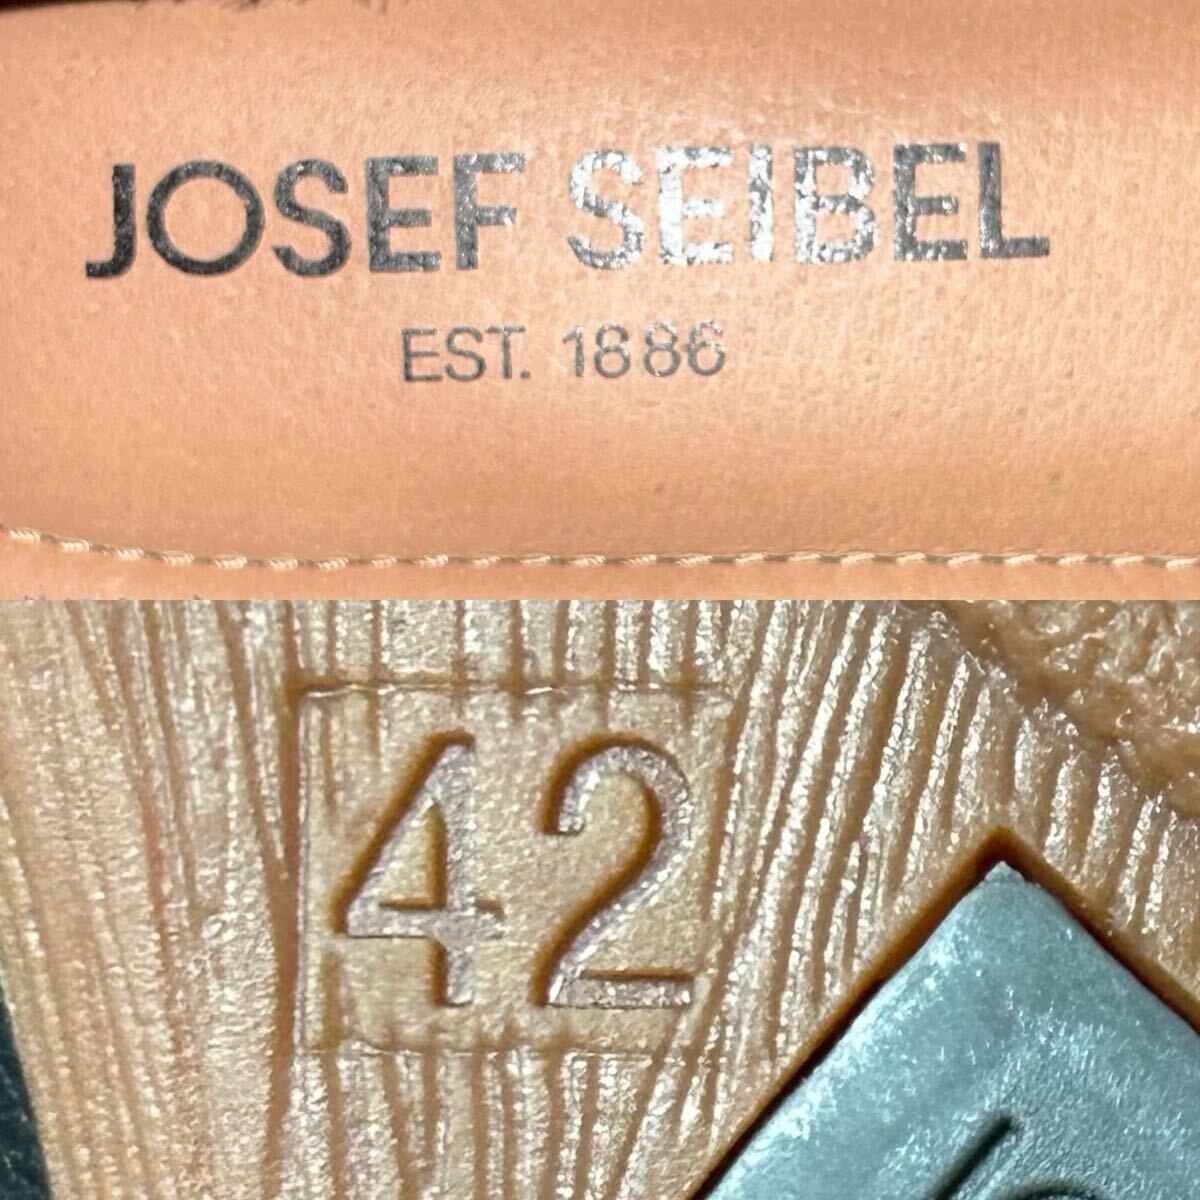 JOSEF SEIBEL
EST. 1886
42